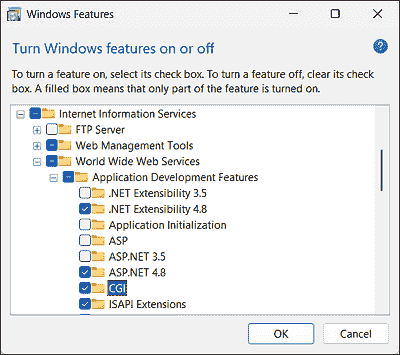 Windows Features
Turn Windows features on or off
To turn a feature on, select its check box. To turn a feature off, clear its check
box. A filled box means that only part of the feature is turned on.
Internet Information Services
FTP Server
Web Management Tools
World Wide Web Services
Application Development Features
.NET Extensibility 3.5
.NET Extensibility 4.8
Application Initialization
ASP
ASP.NET 3.5
ASP.NET 4.8
CGI
ISAPI Extensions
OK
Cancel